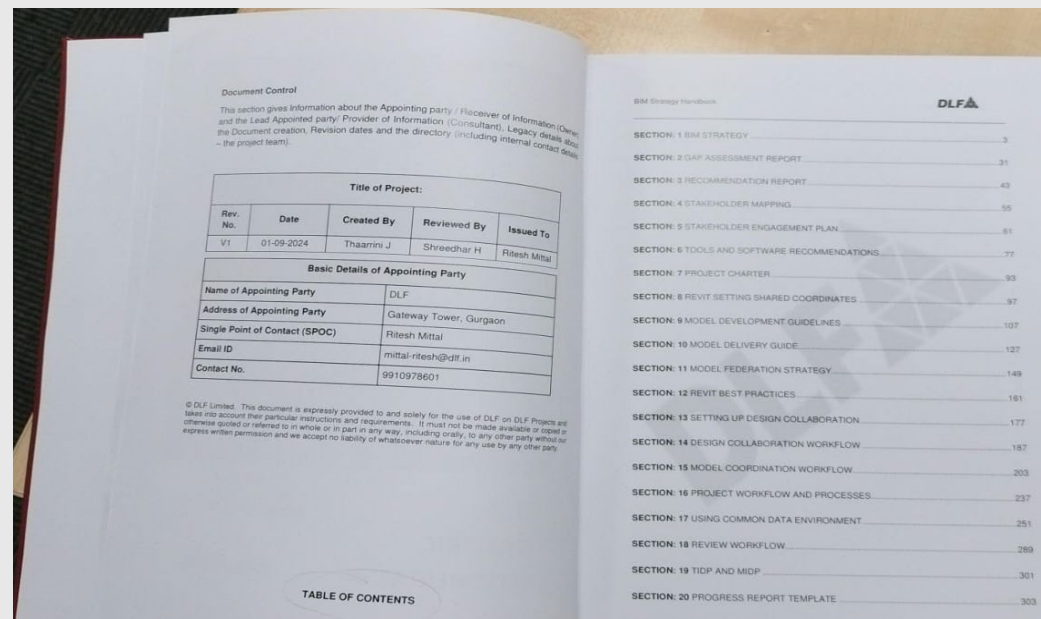 Document Control
This section gives Information about the Appointing party / Receiver of Information (Owner)
and the Lead Appointed party/ Provider of Information (Consultant), Legacy details about
the Document creation, Revision dates and the directory (including internal contact details
– the project team).
Title of Project:
Rev. No. Date Created By Reviewed By Issued To
V1 01-09-2024 Thaarrini J Shreedhar H Ritesh Mittal
Basic Details of Appointing Party
Name of Appointing Party DLF
Address of Appointing Party Gateway Tower, Gurgaon
Single Point of Contact (SPOC) Ritesh Mittal
Email ID mittal-ritesh@dlf.in
Contact No. 9910978601
© DLF Limited. This document is expressly provided to and solely for the use of DLF on DLF Projects and
takes into account their particular instructions and requirements. It must not be made available or copied or
otherwise quoted or referred to in whole or in part in any way, including orally, to any other party without our
express written permission and we accept no liability of whatsoever nature for any use by any other party.
TABLE OF CONTENTS
BIM Strategy Handbook DLF
SECTION: 1 BIM STRATEGY 3
SECTION: 2 GAP ASSESSMENT REPORT 31
SECTION: 3 RECOMMENDATION REPORT 43
SECTION: 4 STAKEHOLDER MAPPING 55
SECTION: 5 STAKEHOLDER ENGAGEMENT PLAN 61
SECTION: 6 TOOLS AND SOFTWARE RECOMMENDATIONS 77
SECTION: 7 PROJECT CHARTER 93
SECTION: 8 REVIT SETTING SHARED COORDINATES 97
SECTION: 9 MODEL DEVELOPMENT GUIDELINES 107
SECTION: 10 MODEL DELIVERY GUIDE 127
SECTION: 11 MODEL FEDERATION STRATEGY 149
SECTION: 12 REVIT BEST PRACTICES 161
SECTION: 13 SETTING UP DESIGN COLLABORATION 177
SECTION: 14 DESIGN COLLABORATION WORKFLOW 187
SECTION: 15 MODEL COORDINATION WORKFLOW 203
SECTION: 16 PROJECT WORKFLOW AND PROCESSES 237
SECTION: 17 USING COMMON DATA ENVIRONMENT 251
SECTION: 18 REVIEW WORKFLOW 289
SECTION: 19 TIDP AND MIDP 301
SECTION: 20 PROGRESS REPORT TEMPLATE 303
DLF